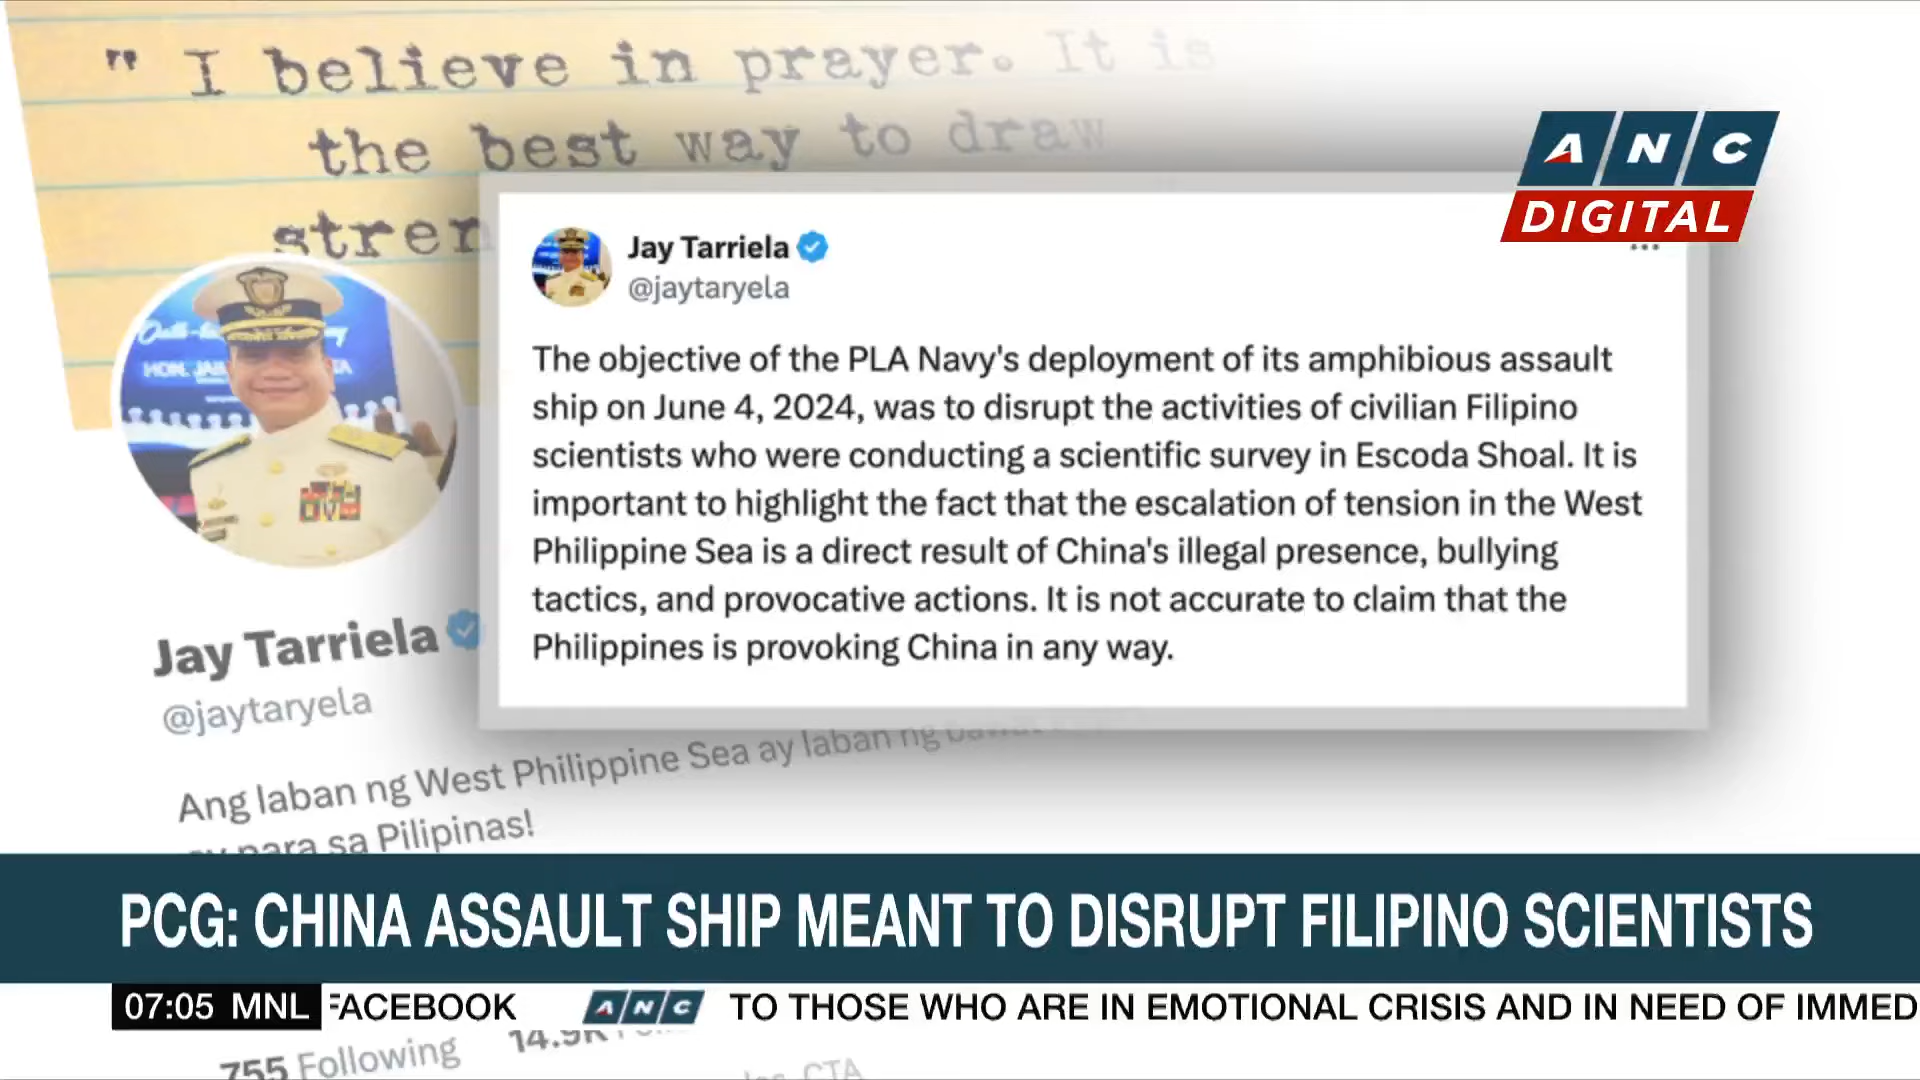 " I believe in prayer. It is
the best way to draw
stren
ANC
DIGITAL
Jay Tarriela
@jaytaryela
The objective of the PLA Navy's deployment of its amphibious assault
ship on June 4, 2024, was to disrupt the activities of civilian Filipino
scientists who were conducting a scientific survey in Escoda Shoal. It is
important to highlight the fact that the escalation of tension in the West
Philippine Sea is a direct result of China's illegal presence, bullying
tactics, and provocative actions. It is not accurate to claim that the
Philippines is provoking China in any way.
HON.
Jay Tarriela
@jaytaryela
Ang laban ng West Philippine Sea ay laban ng
ay para sa Pilipinas!
PCG: CHINA ASSAULT SHIP MEANT TO DISRUPT FILIPINO SCIENTISTS
07:05 MNL FACEBOOK ANC TO THOSE WHO ARE IN EMOTIONAL CRISIS AND IN NEED OF IMMED
755 Following 14.9K
CTA